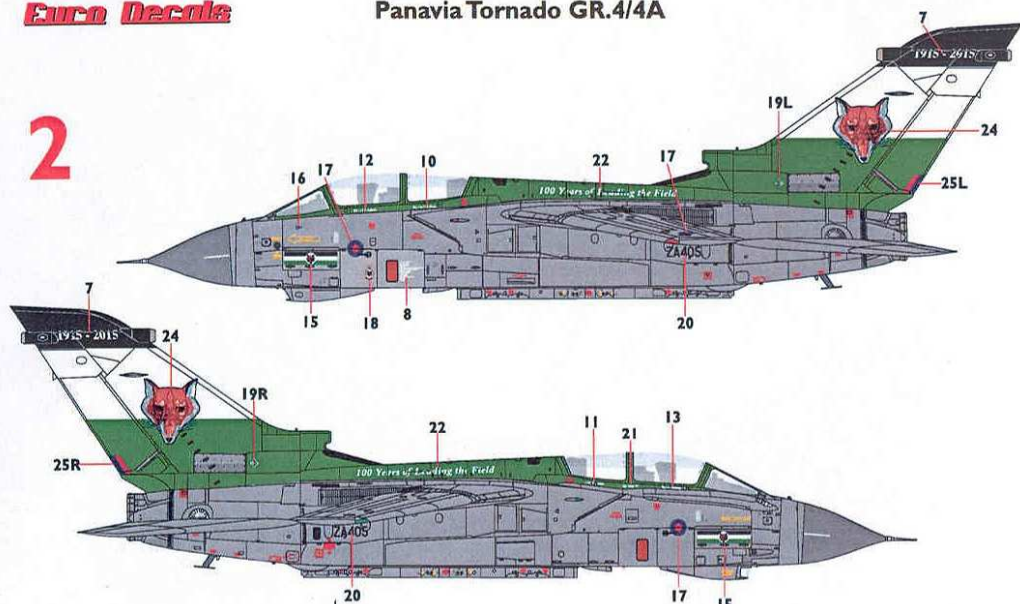 Euro Decals
Panavia Tornado GR.4/4A
2
7
1915 - 2015
19L
24
17
12
10
22
17
16
100 Years of Leading the Field
25L
ZA405
15
18
8
20
7
1915 - 2015
24
19R
22
11
21
13
25R
100 Years of Leading the Field
ZA405
20
17
15